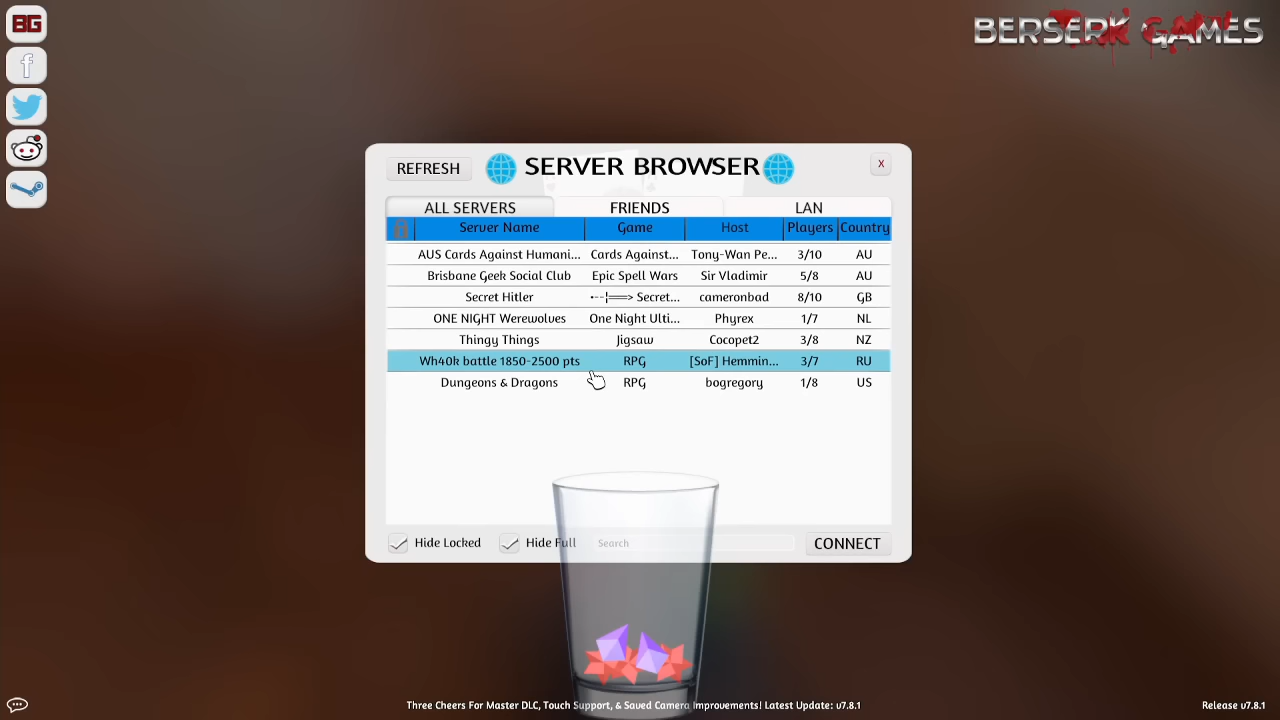 BG
BERSERK GAMES
f
REFRESH
SERVER BROWSER
X
ALL SERVERS
FRIENDS
LAN
Server Name Game Host Players Country
AUS Cards Against Humani... Cards Against... Tony-Wan Pe... 3/10 AU
Brisbane Geek Social Club Epic Spell Wars Sir Vladimir 5/8 AU
Secret Hitler •--¦===> Secret... cameronbad 8/10 GB
ONE NIGHT Werewolves One Night Ulti... Phyrex 1/7 NL
Thingy Things Jigsaw Cocopet2 3/8 NZ
Wh40k battle 1850-2500 pts RPG [SoF] Hemmin... 3/7 RU
Dungeons & Dragons RPG bogregory 1/8 US
Hide Locked Hide Full Search CONNECT
Three Cheers For Master DLC, Touch Support, & Saved Camera Improvements! Latest Update: v7.8.1
Release v7.8.1